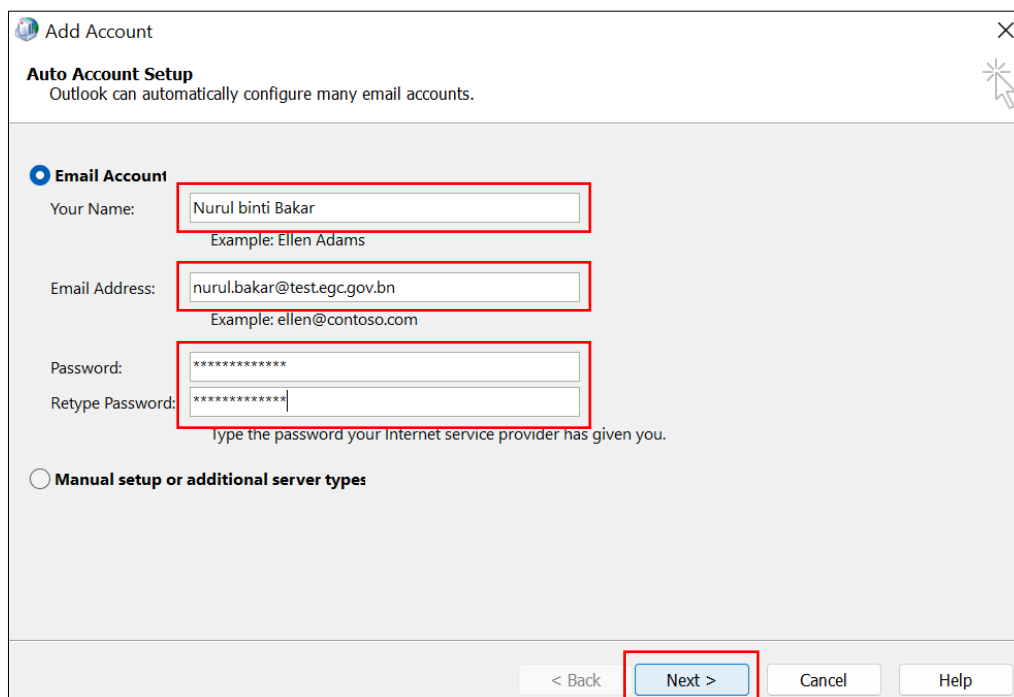 Add Account
Auto Account Setup
Outlook can automatically configure many email accounts.
Email Account
Your Name: Nurul binti Bakar
Example: Ellen Adams
Email Address: nurul.bakar@test.egc.gov.bn
Example: ellen@contoso.com
Password: *************
Retype Password: *************
Type the password your Internet service provider has given you.
Manual setup or additional server types
< Back Next > Cancel Help